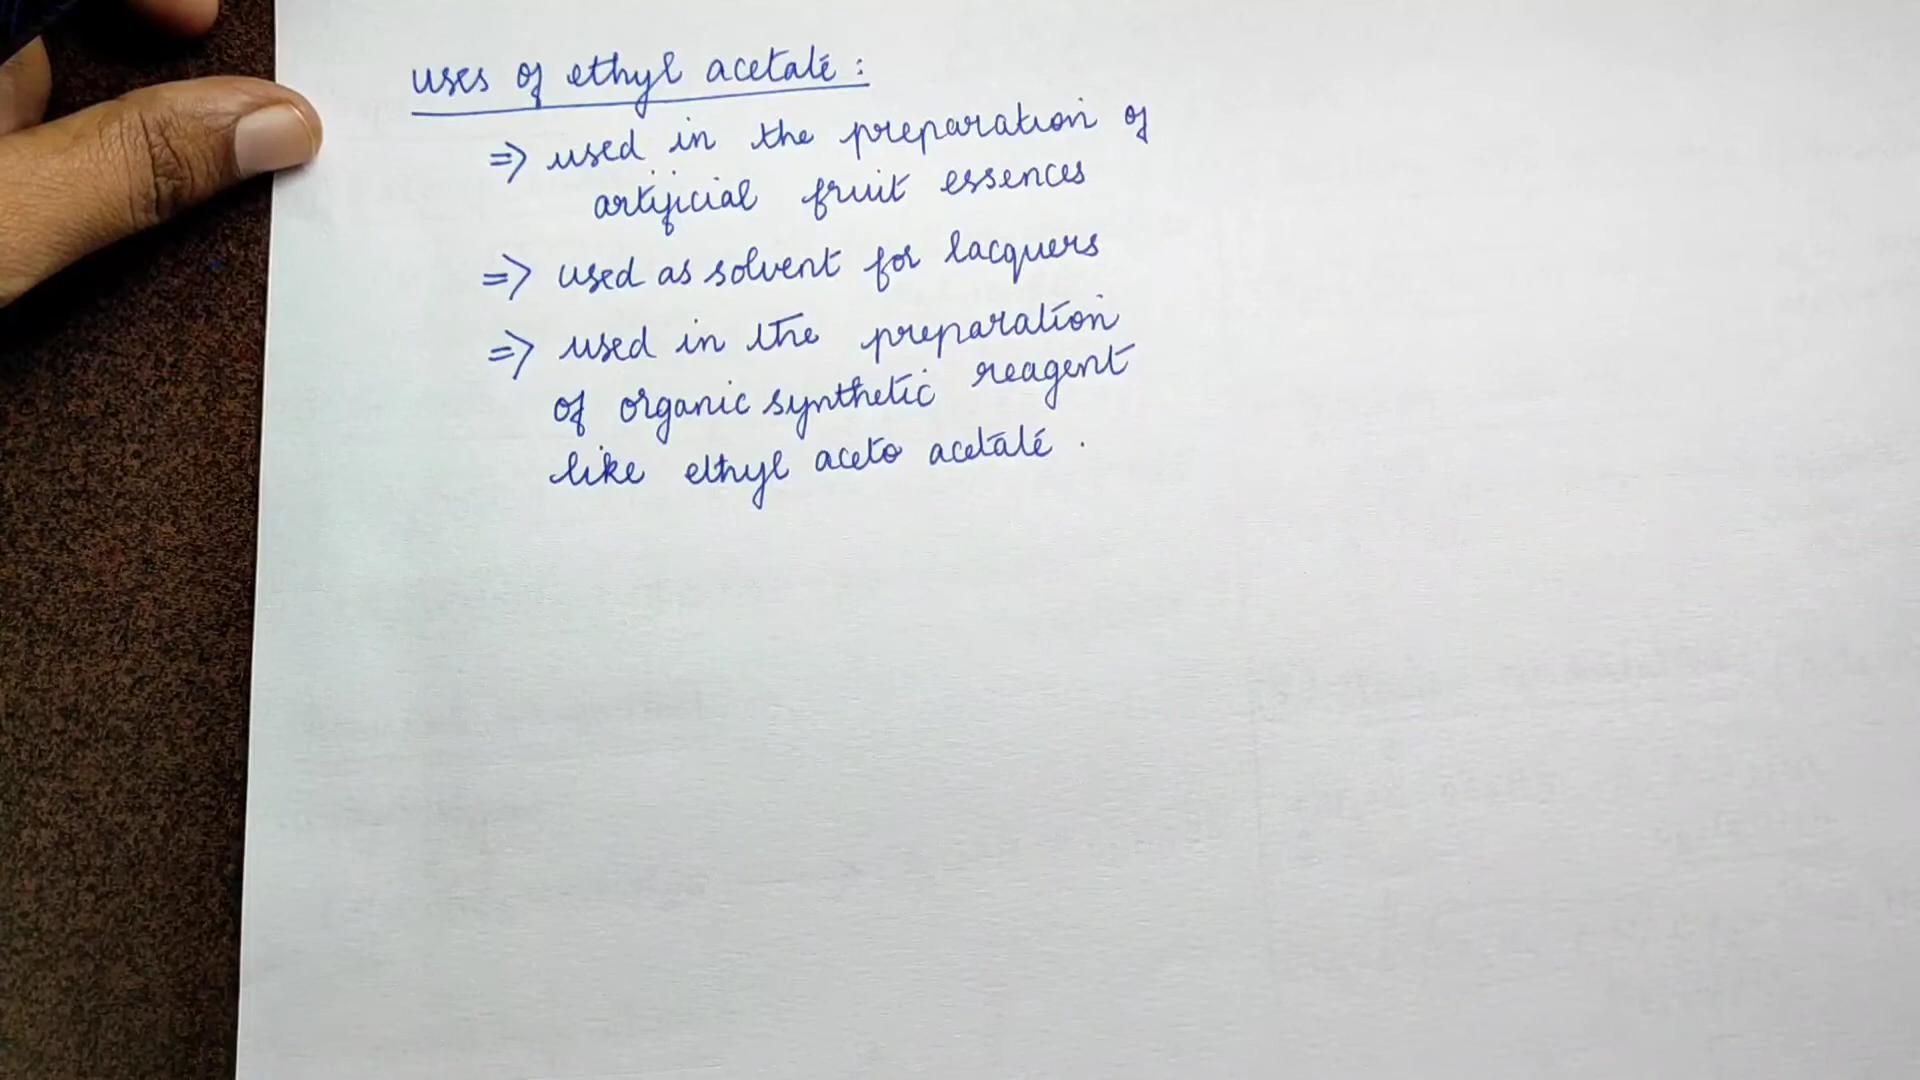 uses of ethyl acetate :
=> used in the preparation of
artificial fruit essences
=> used as solvent for lacquers
=> used in the preparation
of organic synthetic reagent
like ethyl aceto acetate .